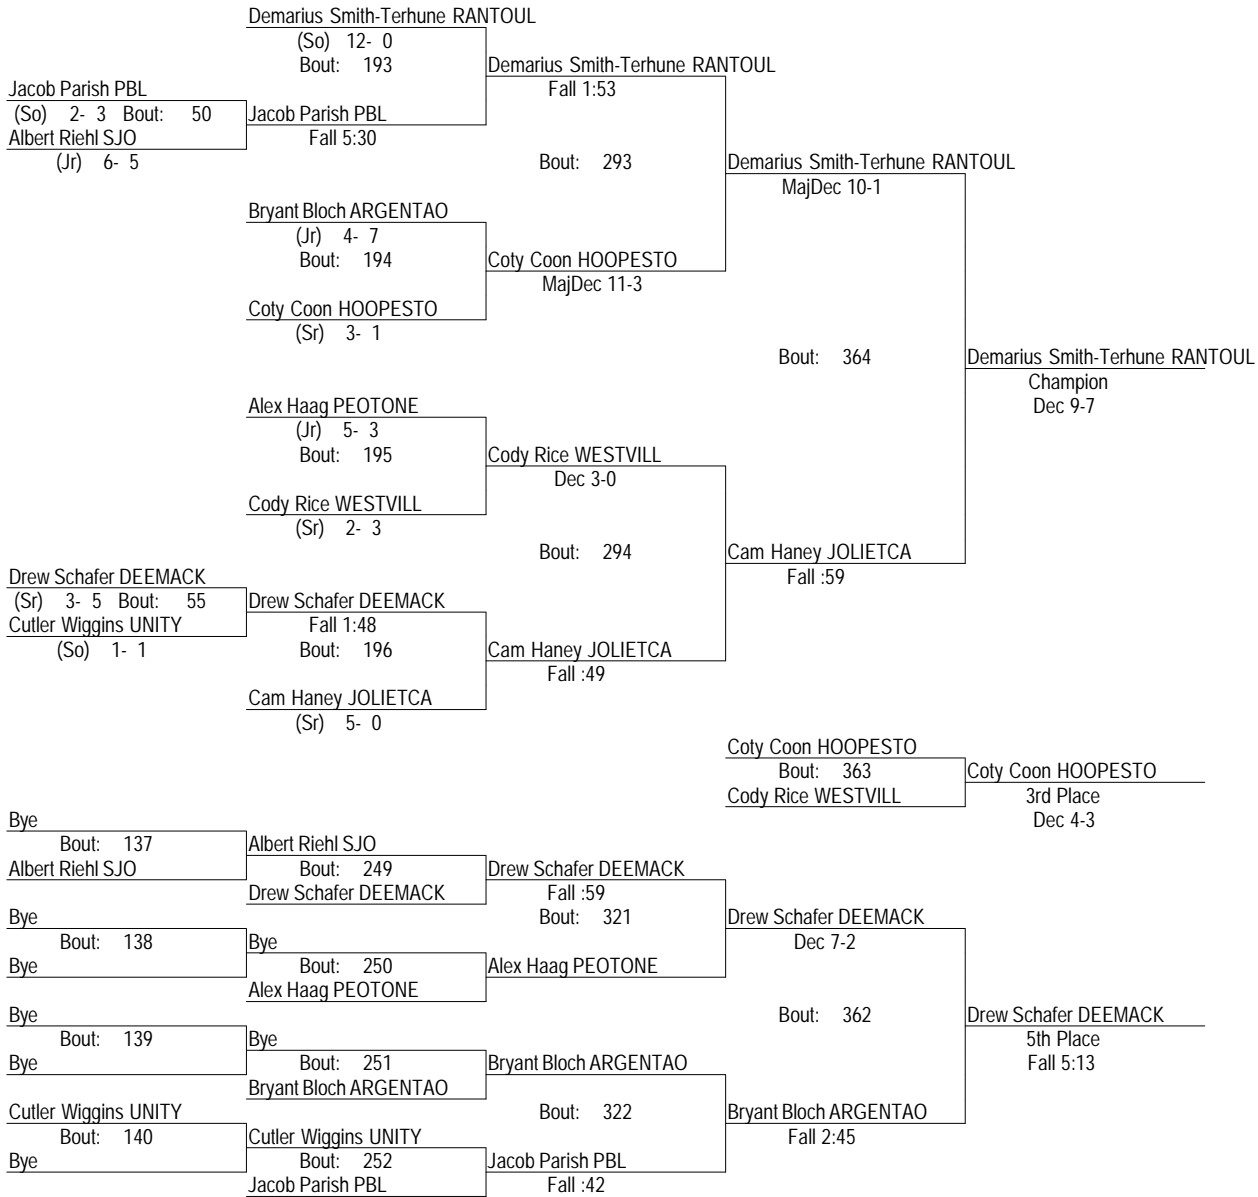 Demarius Smith-Terhune RANTOUL
(So) 12- 0
Bout: 193
Demarius Smith-Terhune RANTOUL
Fall 1:53
Jacob Parish PBL
(So) 2- 3 Bout: 50
Jacob Parish PBL
Fall 5:30
Albert Riehl SJO
(Jr) 6- 5
Bout: 293
Demarius Smith-Terhune RANTOUL
MajDec 10-1
Bryant Bloch ARGENTAO
(Jr) 4- 7
Bout: 194
Coty Coon HOOPESTO
MajDec 11-3
Coty Coon HOOPESTO
(Sr) 3- 1
Bout: 364
Demarius Smith-Terhune RANTOUL
Champion
Dec 9-7
Alex Haag PEOTONE
(Jr) 5- 3
Bout: 195
Cody Rice WESTVILL
Dec 3-0
Cody Rice WESTVILL
(Sr) 2- 3
Bout: 294
Cam Haney JOLIETCA
Fall :59
Drew Schafer DEEMACK
(Sr) 3- 5 Bout: 55
Drew Schafer DEEMACK
Fall 1:48
Cutler Wiggins UNITY
(So) 1- 1
Bout: 196
Cam Haney JOLIETCA
Fall :49
Cam Haney JOLIETCA
(Sr) 5- 0
Coty Coon HOOPESTO
Bout: 363
Coty Coon HOOPESTO
Cody Rice WESTVILL
3rd Place
Dec 4-3
Bye
Bout: 137
Albert Riehl SJO
Albert Riehl SJO
Bout: 249
Drew Schafer DEEMACK
Drew Schafer DEEMACK
Fall :59
Bye
Bout: 321
Drew Schafer DEEMACK
Dec 7-2
Bout: 138
Bye
Bye
Bout: 250
Alex Haag PEOTONE
Alex Haag PEOTONE
Bye
Bout: 362
Drew Schafer DEEMACK
5th Place
Fall 5:13
Bout: 139
Bye
Bye
Bout: 251
Bryant Bloch ARGENTAO
Bryant Bloch ARGENTAO
Cutler Wiggins UNITY
Bout: 322
Bryant Bloch ARGENTAO
Fall 2:45
Bout: 140
Cutler Wiggins UNITY
Bye
Bout: 252
Jacob Parish PBL
Jacob Parish PBL
Fall :42